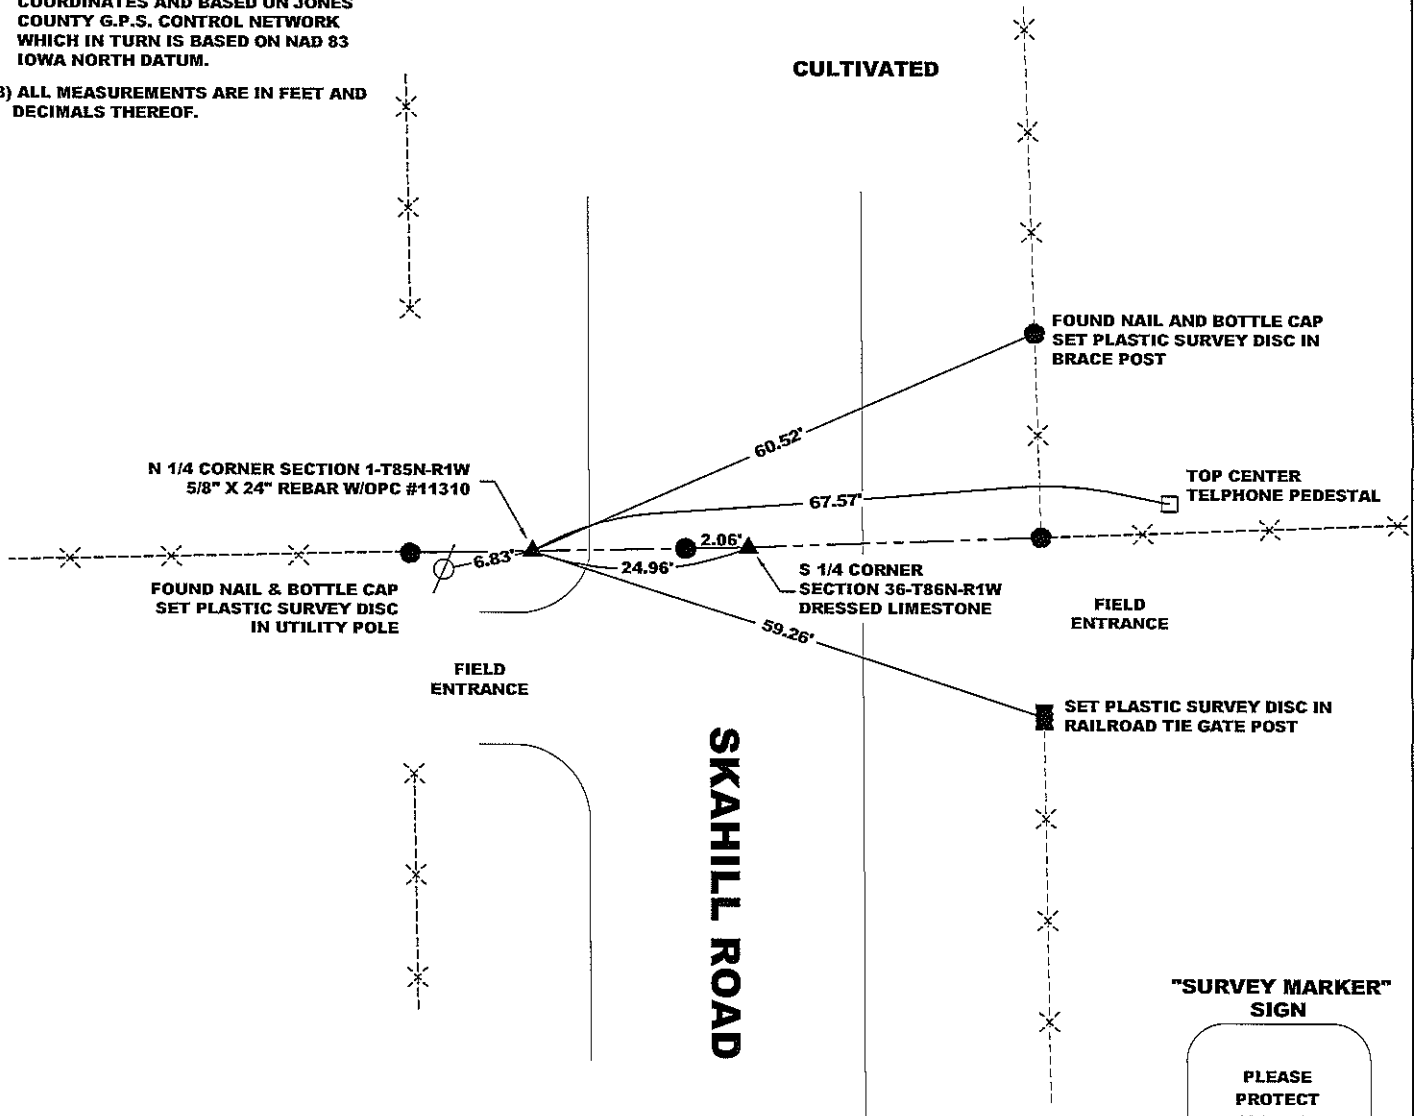 COORDINATES AND BASED ON JONES
COUNTY G.P.S. CONTROL NETWORK
WHICH IN TURN IS BASED ON NAD 83
IOWA NORTH DATUM.
3) ALL MEASUREMENTS ARE IN FEET AND
DECIMALS THEREOF.
CULTIVATED
FOUND NAIL AND BOTTLE CAP
SET PLASTIC SURVEY DISC IN
BRACE POST
60.52'
N 1/4 CORNER SECTION 1-T85N-R1W
5/8" X 24" REBAR W/OPC #11310
TOP CENTER
TELPHONE PEDESTAL
67.57'
2.06'
6.83'
24.96'
S 1/4 CORNER
SECTION 36-T86N-R1W
DRESSED LIMESTONE
FOUND NAIL & BOTTLE CAP
SET PLASTIC SURVEY DISC
IN UTILITY POLE
FIELD
ENTRANCE
59.26'
FIELD
ENTRANCE
SET PLASTIC SURVEY DISC IN
RAILROAD TIE GATE POST
SKAHILL ROAD
"SURVEY MARKER"
SIGN
PLEASE
PROTECT